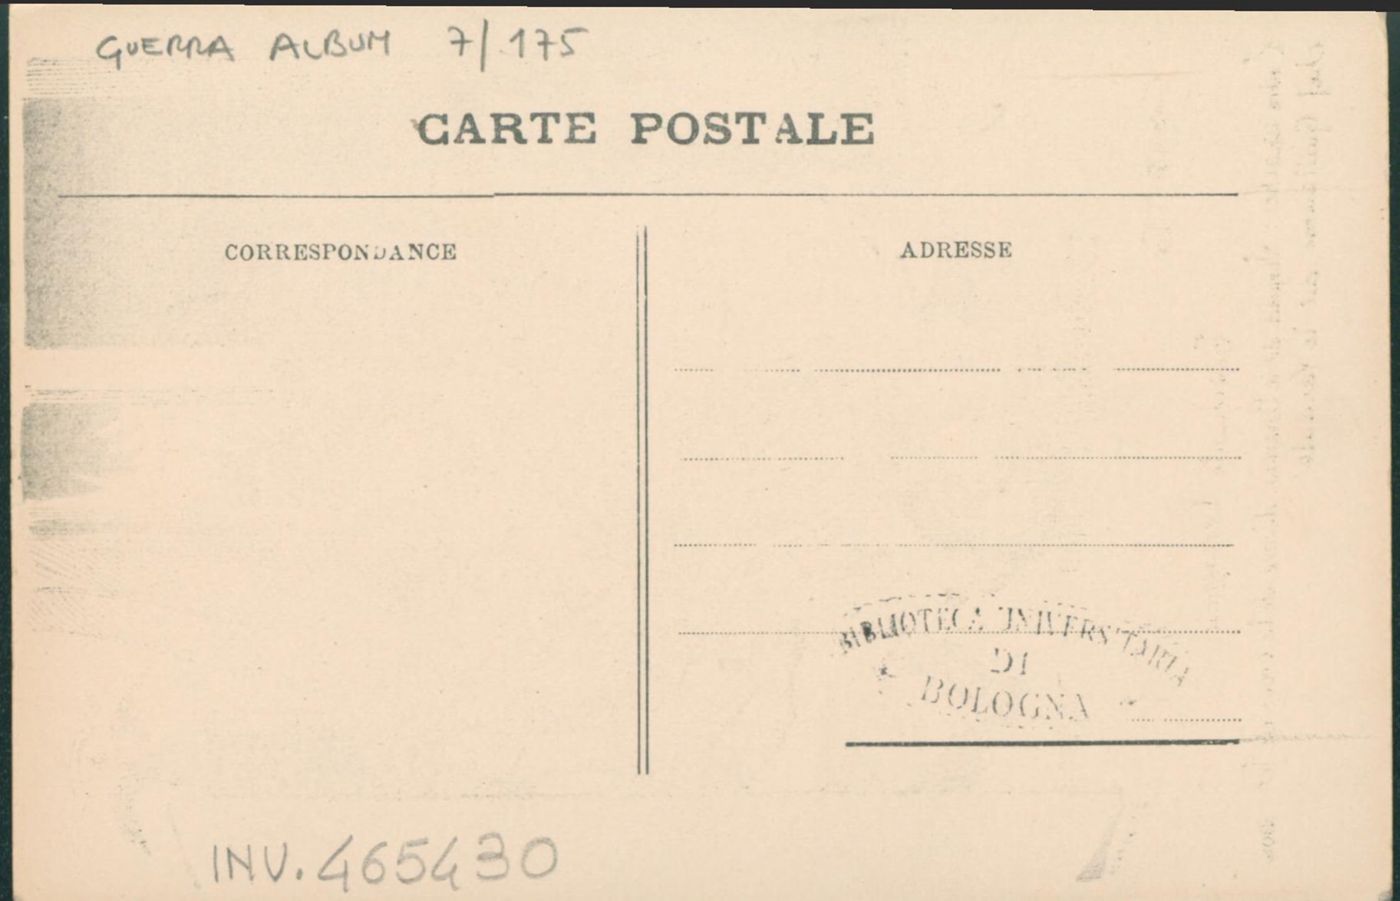 GUERRA ALBUM 7/175
CARTE POSTALE
CORRESPONDANCE
ADRESSE
BIBLIOTECA UNIVERSITARIA
DI
BOLOGNA
INV. 465430